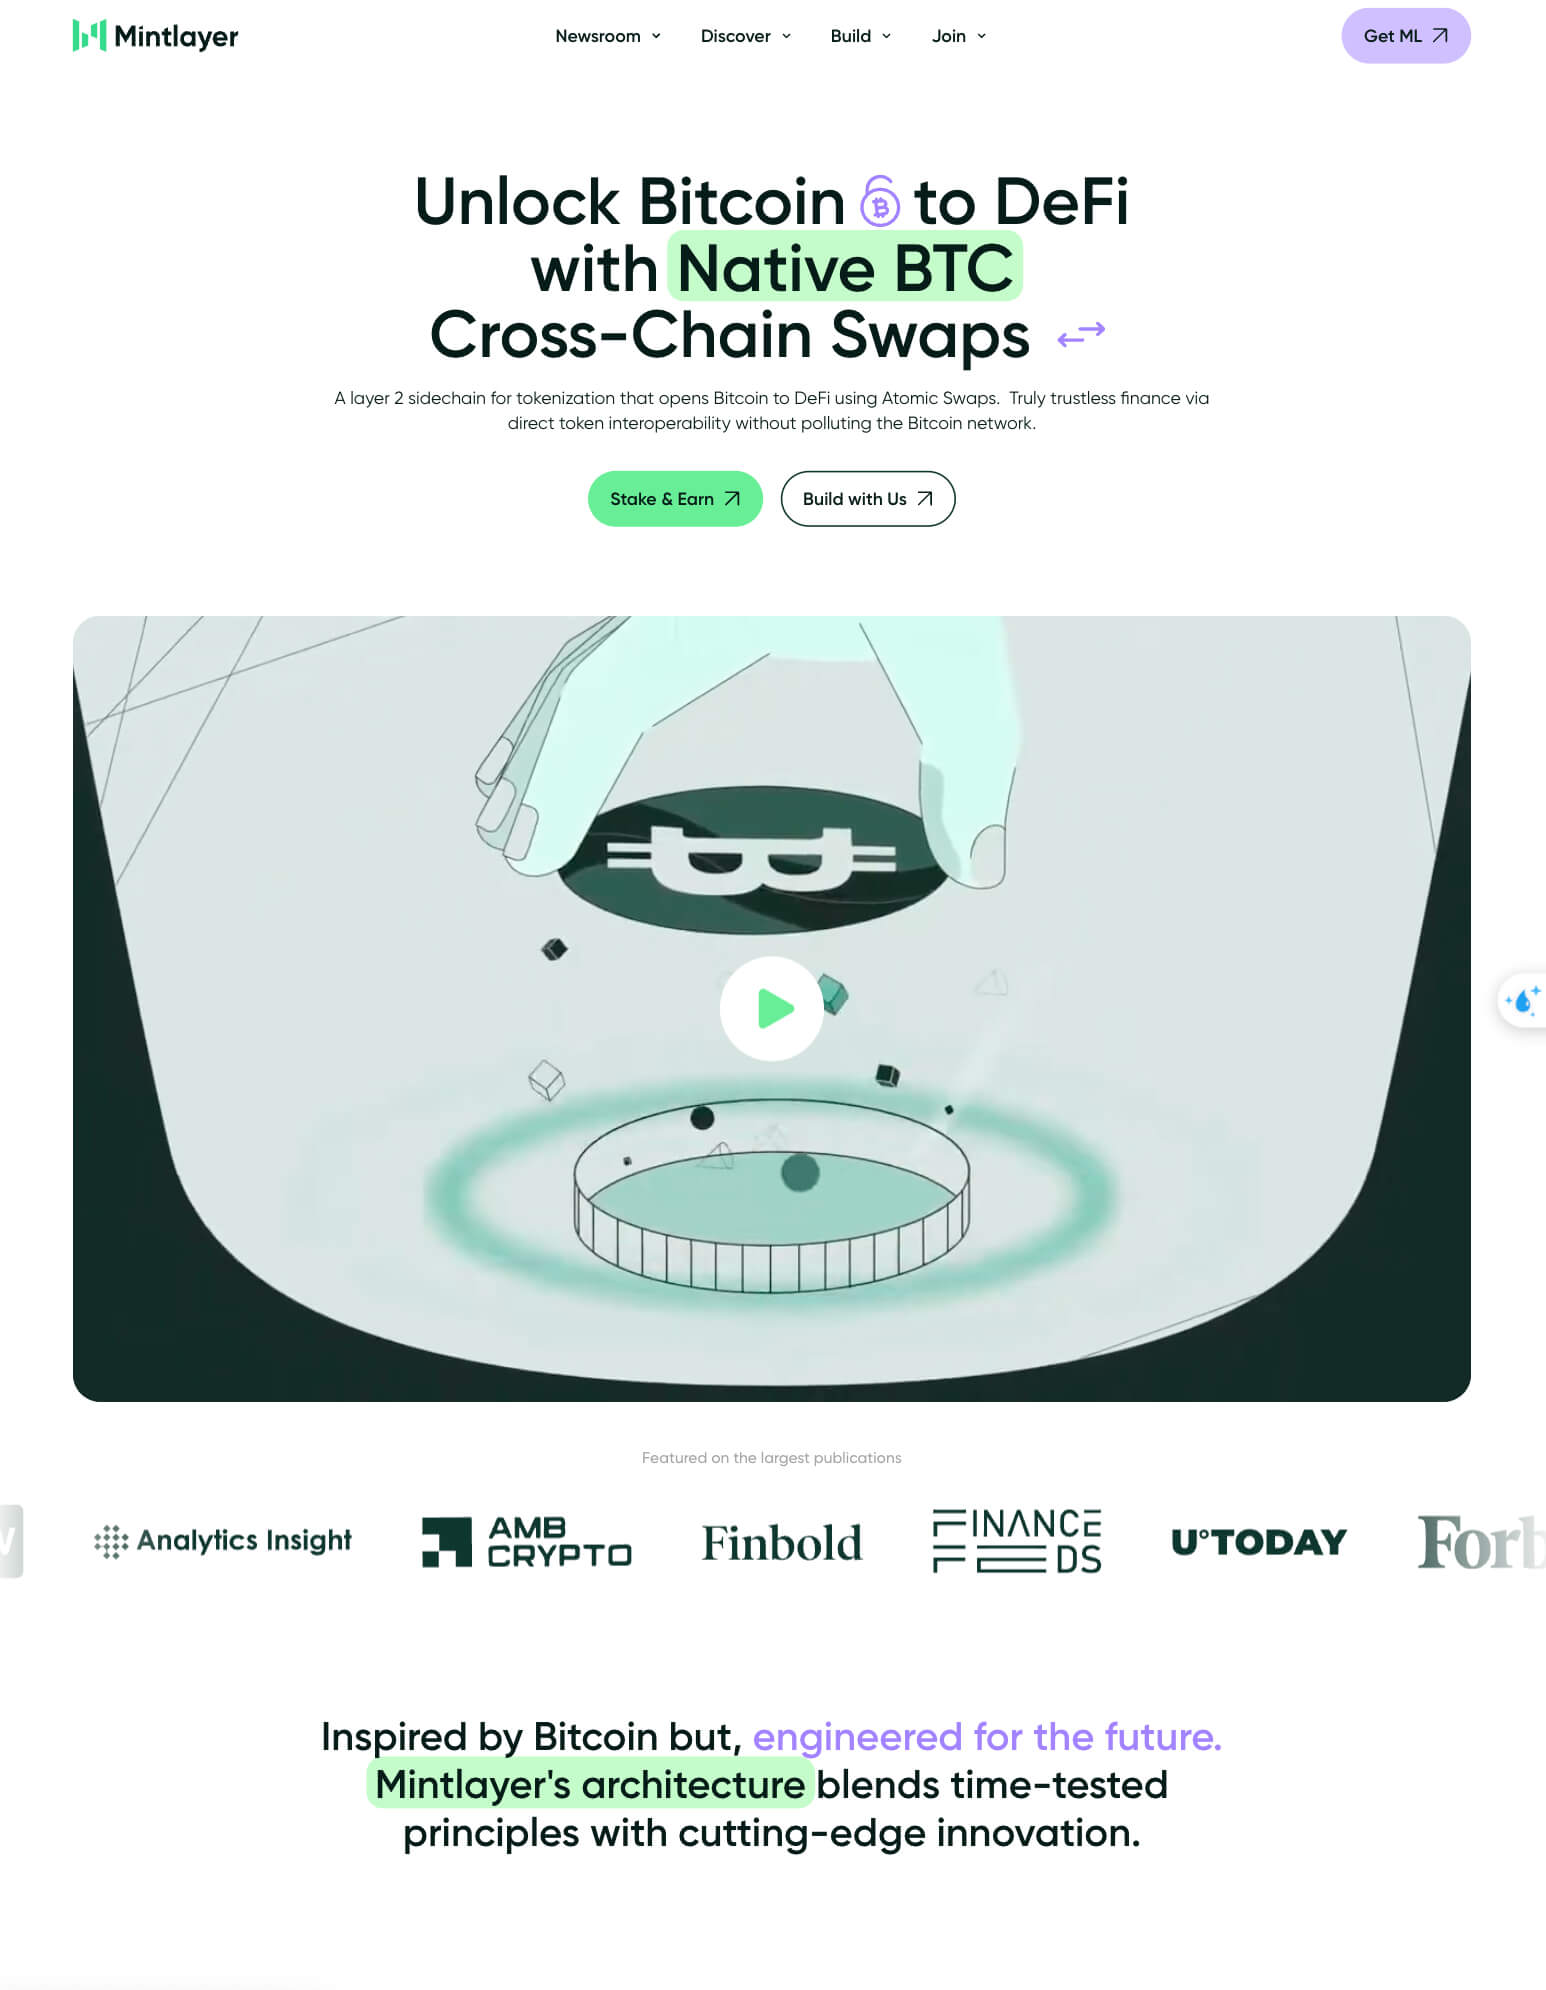 Mintlayer
Newsroom
Discover
Build
Join
Get ML
Unlock Bitcoin to DeFi
with Native BTC
Cross-Chain Swaps
A layer 2 sidechain for tokenization that opens Bitcoin to DeFi using Atomic Swaps. Truly trustless finance via
direct token interoperability without polluting the Bitcoin network.
Stake & Earn
Build with Us
Featured on the largest publications
Analytics Insight
AMB
CRYPTO
Finbold
FINANCE
FEEDS
U°TODAY
Forb
Inspired by Bitcoin but, engineered for the future.
Mintlayer's architecture blends time-tested
principles with cutting-edge innovation.